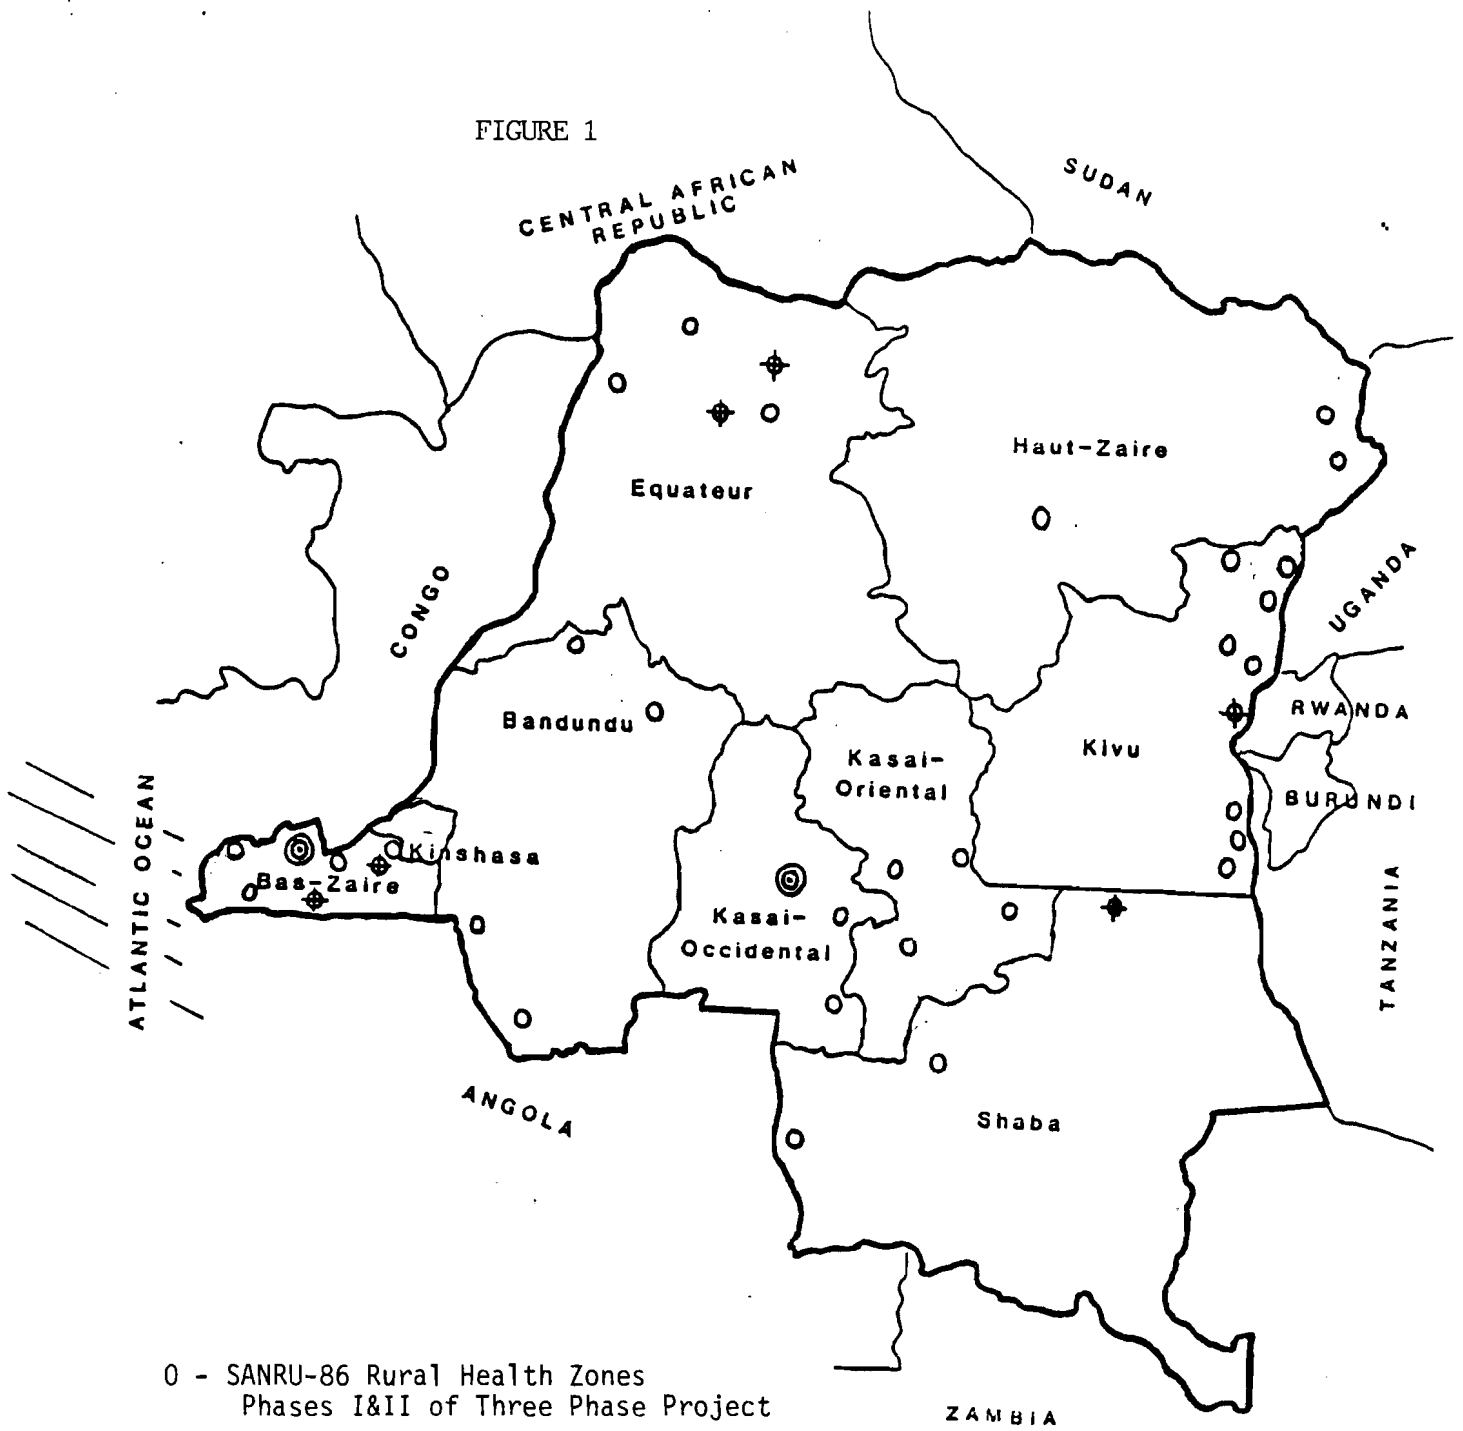 FIGURE 1
CENTRAL AFRICAN
REPUBLIC
SUDAN
Haut-Zaire
Equateur
CONGO
UGANDA
RWANDA
Bandundu
Kasai-
Oriental
Kivu
BURUNDI
ATLANTIC OCEAN
Kinshasa
Bas-Zaire
Kasai-
Occidental
TANZANIA
ANGOLA
Shaba
O - SANRU-86 Rural Health Zones
Phases I&II of Three Phase Project
ZAMBIA